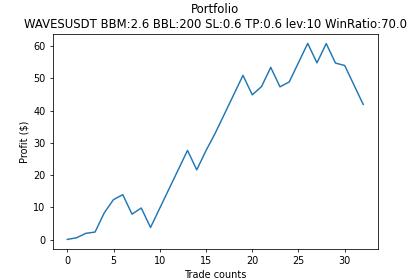 Portfolio
WAVESUSDT BBM:2.6 BBL:200 SL:0.6 TP:0.6 lev:10 WinRatio:70.0
60
50
40
30
20
10
0
Profit ($)
0 5 10 15 20 25 30
Trade counts